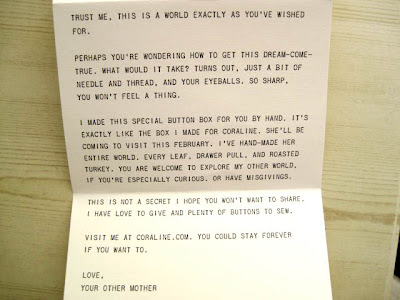 TRUST ME, THIS IS A WORLD EXACTLY AS YOU'VE WISHED
FOR.
PERHAPS YOU'RE WONDERING HOW TO GET THIS DREAM-COME-
TRUE. WHAT WOULD IT TAKE? TURNS OUT, JUST A BIT OF
NEEDLE AND THREAD, AND YOUR EYEBALLS. SO SHARP,
YOU WON'T FEEL A THING.
I MADE THIS SPECIAL BUTTON BOX FOR YOU BY HAND. IT'S
EXACTLY LIKE THE BOX I MADE FOR CORALINE. SHE'LL BE
COMING TO VISIT THIS FEBRUARY. I'VE HAND-MADE HER
ENTIRE WORLD. EVERY LEAF, DRAWER PULL, AND ROASTED
TURKEY. YOU ARE WELCOME TO EXPLORE MY OTHER WORLD,
IF YOU'RE ESPECIALLY CURIOUS. OR HAVE MISGIVINGS.
THIS IS NOT A SECRET I HOPE YOU WON'T WANT TO SHARE.
I HAVE LOVE TO GIVE AND PLENTY OF BUTTONS TO SEW.
VISIT ME AT CORALINE.COM. YOU COULD STAY FOREVER
IF YOU WANT TO.
LOVE,
YOUR OTHER MOTHER